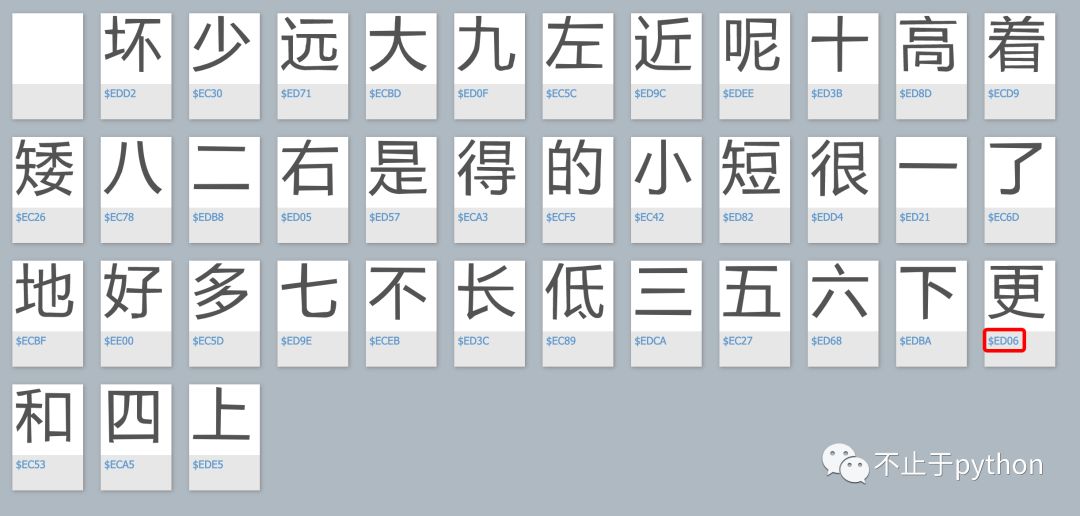 坏 少 远 大 九 左 近 呢 十 高 着
$EDD2 $EC30 $ED71 $ECBD $ED0F $EC5C $ED9C $EDEE $ED3B $ED8D $ECD9
矮 八 二 右 是 得 的 小 短 很 一 了
$EC26 $EC78 $EDB8 $ED05 $ED57 $ECA3 $ECF5 $EC42 $ED82 $EDD4 $ED21 $EC6D
地 好 多 七 不 长 低 三 五 六 下 更
$ECBF $EE00 $EC5D $ED9E $ECEB $ED3C $EC89 $EDCA $EC27 $ED68 $EDBA $ED06
和 四 上
$EC53 $ECA5 $EDE5
不止于python